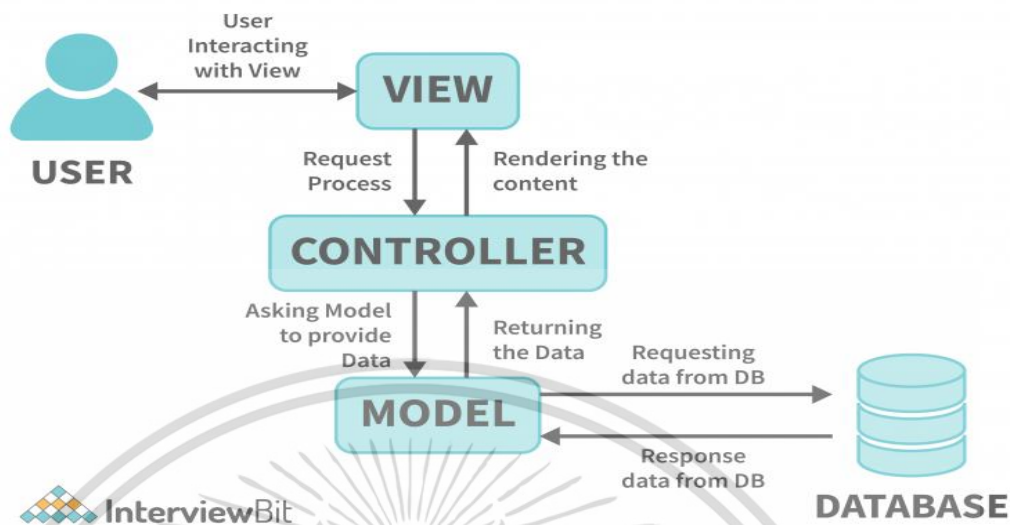 User
Interacting
with View
VIEW
USER
Request
Process
Rendering the
content
CONTROLLER
Asking Model
to provide
Data
Returning
the Data
Requesting
data from DB
MODEL
Response
data from DB
InterviewBit
DATABASE